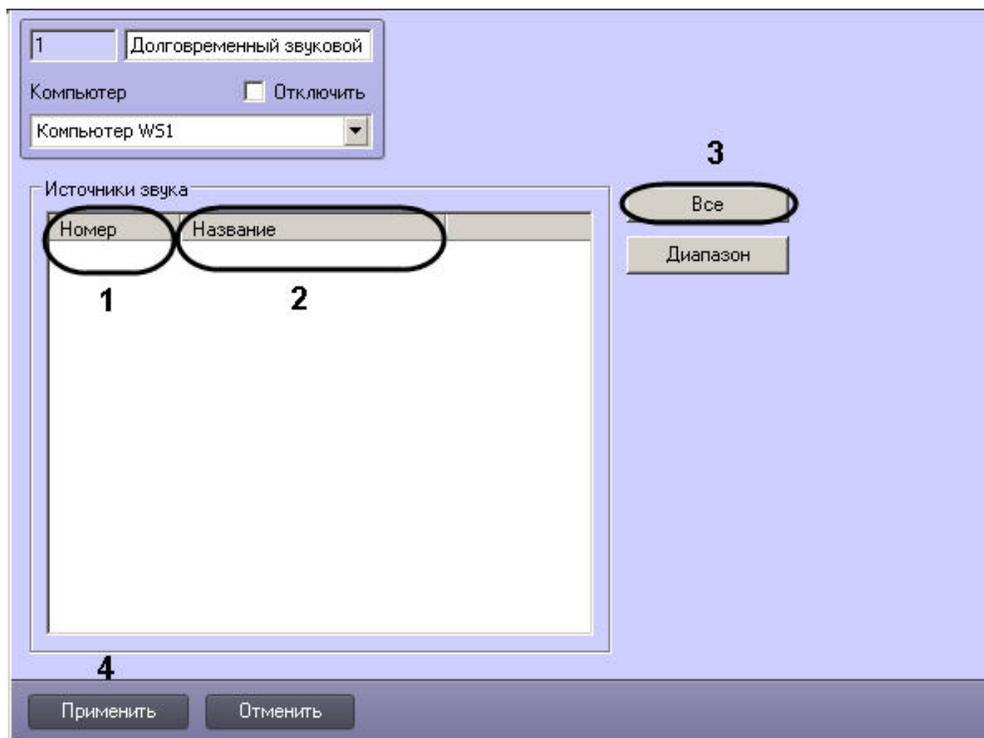 1 Долговременный звуковой
Компьютер Отключить
Компьютер WS1
3
Источники звука
Все
Номер Название
Диапазон
1 2
4
Применить Отменить